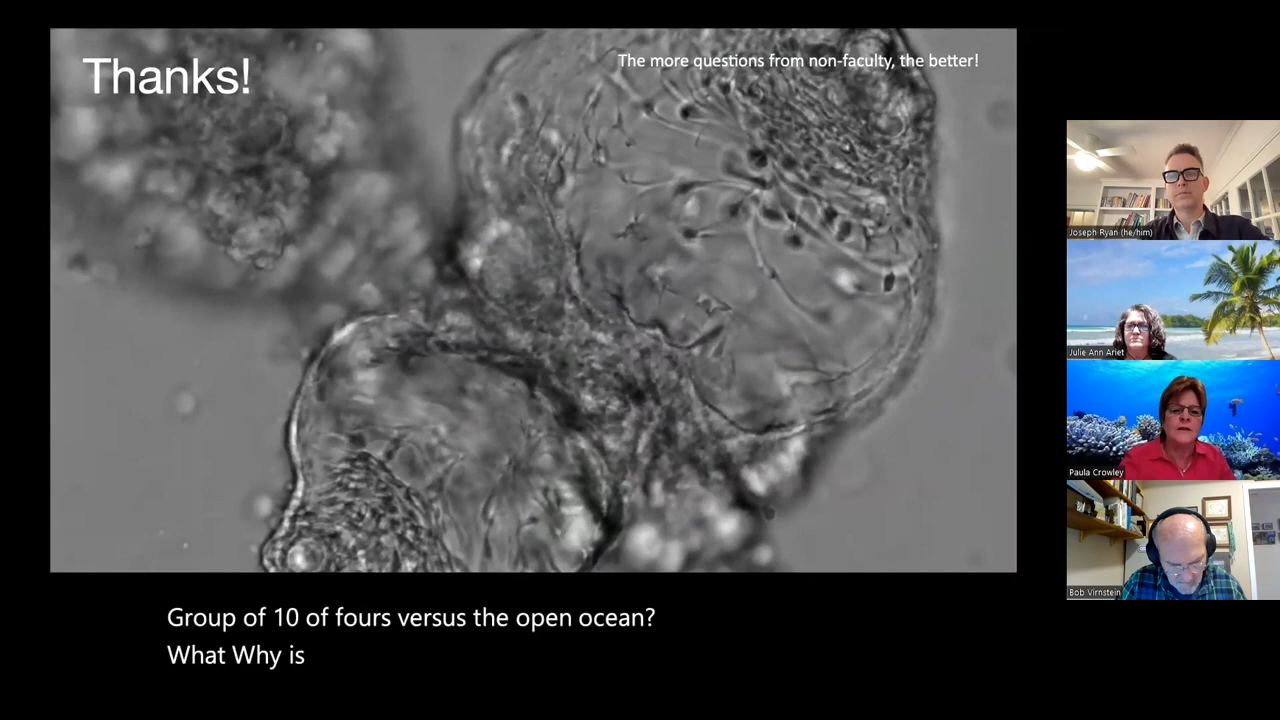 Thanks!
The more questions from non-faculty, the better!
Joseph Ryan (he/him)
Julie Ann Ariet
Paula Crowley
Bob Virnstein
Group of 10 of fours versus the open ocean?
What Why is